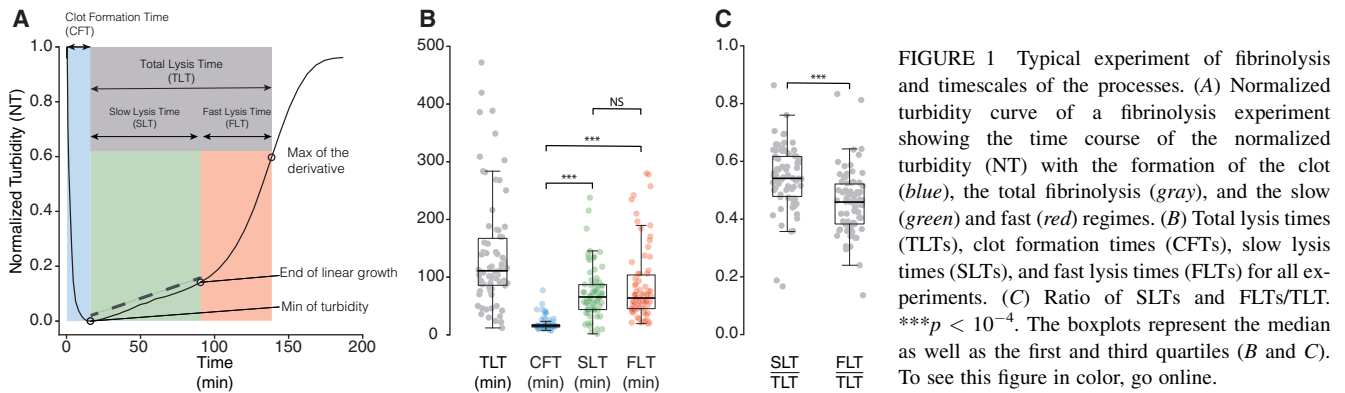 A
Clot Formation Time
(CFT)
Normalized Turbidity (NT)
1.0
0.8
0.6
0.4
0.2
0.0
Total Lysis Time
(TLT)
Slow Lysis Time
(SLT)
Fast Lysis Time
(FLT)
Max of the
derivative
End of linear growth
Min of turbidity
0
50
100
150
200
Time
(min)
B
500
400
300
200
100
0
***
***
NS
TLT
(min)
CFT
(min)
SLT
(min)
FLT
(min)
C
1.0
0.8
0.6
0.4
0.2
0.0
***
SLT
TLT
FLT
TLT
FIGURE 1 Typical experiment of fibrinolysis
and timescales of the processes. (A) Normalized
turbidity curve of a fibrinolysis experiment
showing the time course of the normalized
turbidity (NT) with the formation of the clot
(blue), the total fibrinolysis (gray), and the slow
(green) and fast (red) regimes. (B) Total lysis times
(TLTs), clot formation times (CFTs), slow lysis
times (SLTs), and fast lysis times (FLTs) for all ex-
periments. (C) Ratio of SLTs and FLTs/TLT.
***p < 10⁻⁴. The boxplots represent the median
as well as the first and third quartiles (B and C).
To see this figure in color, go online.